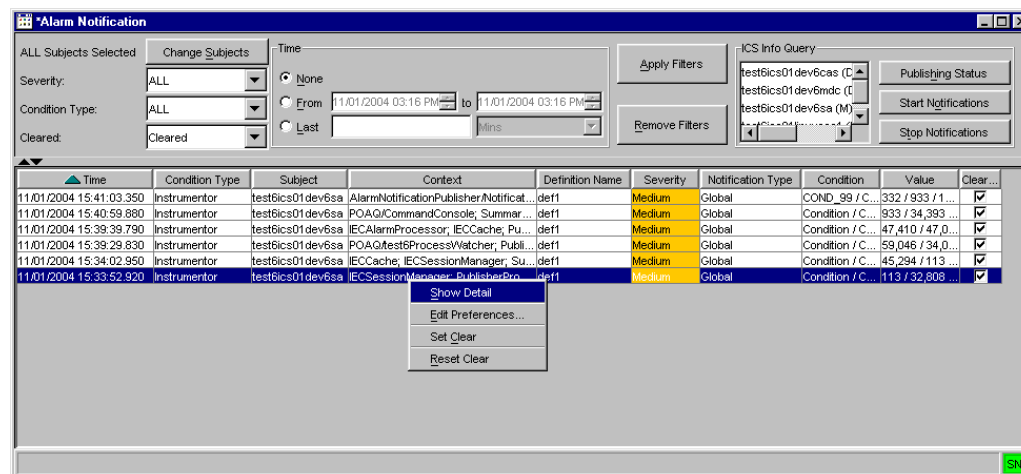 *Alarm Notification
ALL Subjects Selected Change Subjects
Severity: ALL
Condition Type: ALL
Cleared: Cleared
Time
None
From 11/01/2004 03:16 PM to 11/01/2004 03:16 PM
Last Mins
Apply Filters
Remove Filters
ICS Info Query
test6ics01dev6cas (D
test6ics01dev6mdc (D
test6ics01dev6sa (M)
Publishing Status
Start Notifications
Stop Notifications
Time Condition Type Subject Context Definition Name Severity Notification Type Condition Value Clear...
11/01/2004 15:41:03.350 Instrumentor test6ics01dev6sa AlarmNotificationPublisher/Notificat... def1 Medium Global COND_99 / C... 332 / 933 / 1...
11/01/2004 15:40:59.880 Instrumentor test6ics01dev6sa POAQ/CommandConsole; Summar... def1 Medium Global Condition / C... 933 / 34,393 ...
11/01/2004 15:39:39.790 Instrumentor test6ics01dev6sa IECAlarmProcessor; IECCache; Pu... def1 Medium Global Condition / C... 47,410 / 47,0...
11/01/2004 15:39:29.830 Instrumentor test6ics01dev6sa POAQ/test6ProcessWatcher; Publi... def1 Medium Global Condition / C... 59,046 / 34,0...
11/01/2004 15:34:02.950 Instrumentor test6ics01dev6sa IECCache; IECSessionManager; Su... def1 Medium Global Condition / C... 45,294 / 113 ...
11/01/2004 15:33:52.920 Instrumentor test6ics01dev6sa IECSessionManager; PublisherPro... def1 Medium Global Condition / C... 113 / 32,808 ...
Show Detail
Edit Preferences...
Set Clear
Reset Clear
SN